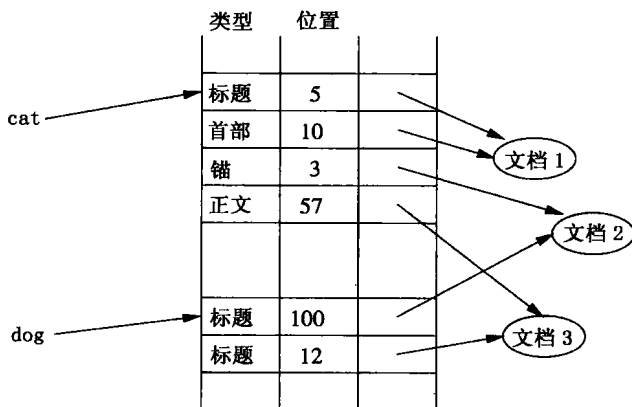 类型 位置
cat
标题 5
首部 10
锚 3
正文 57
文档 1
文档 2
dog
标题 100
标题 12
文档 3